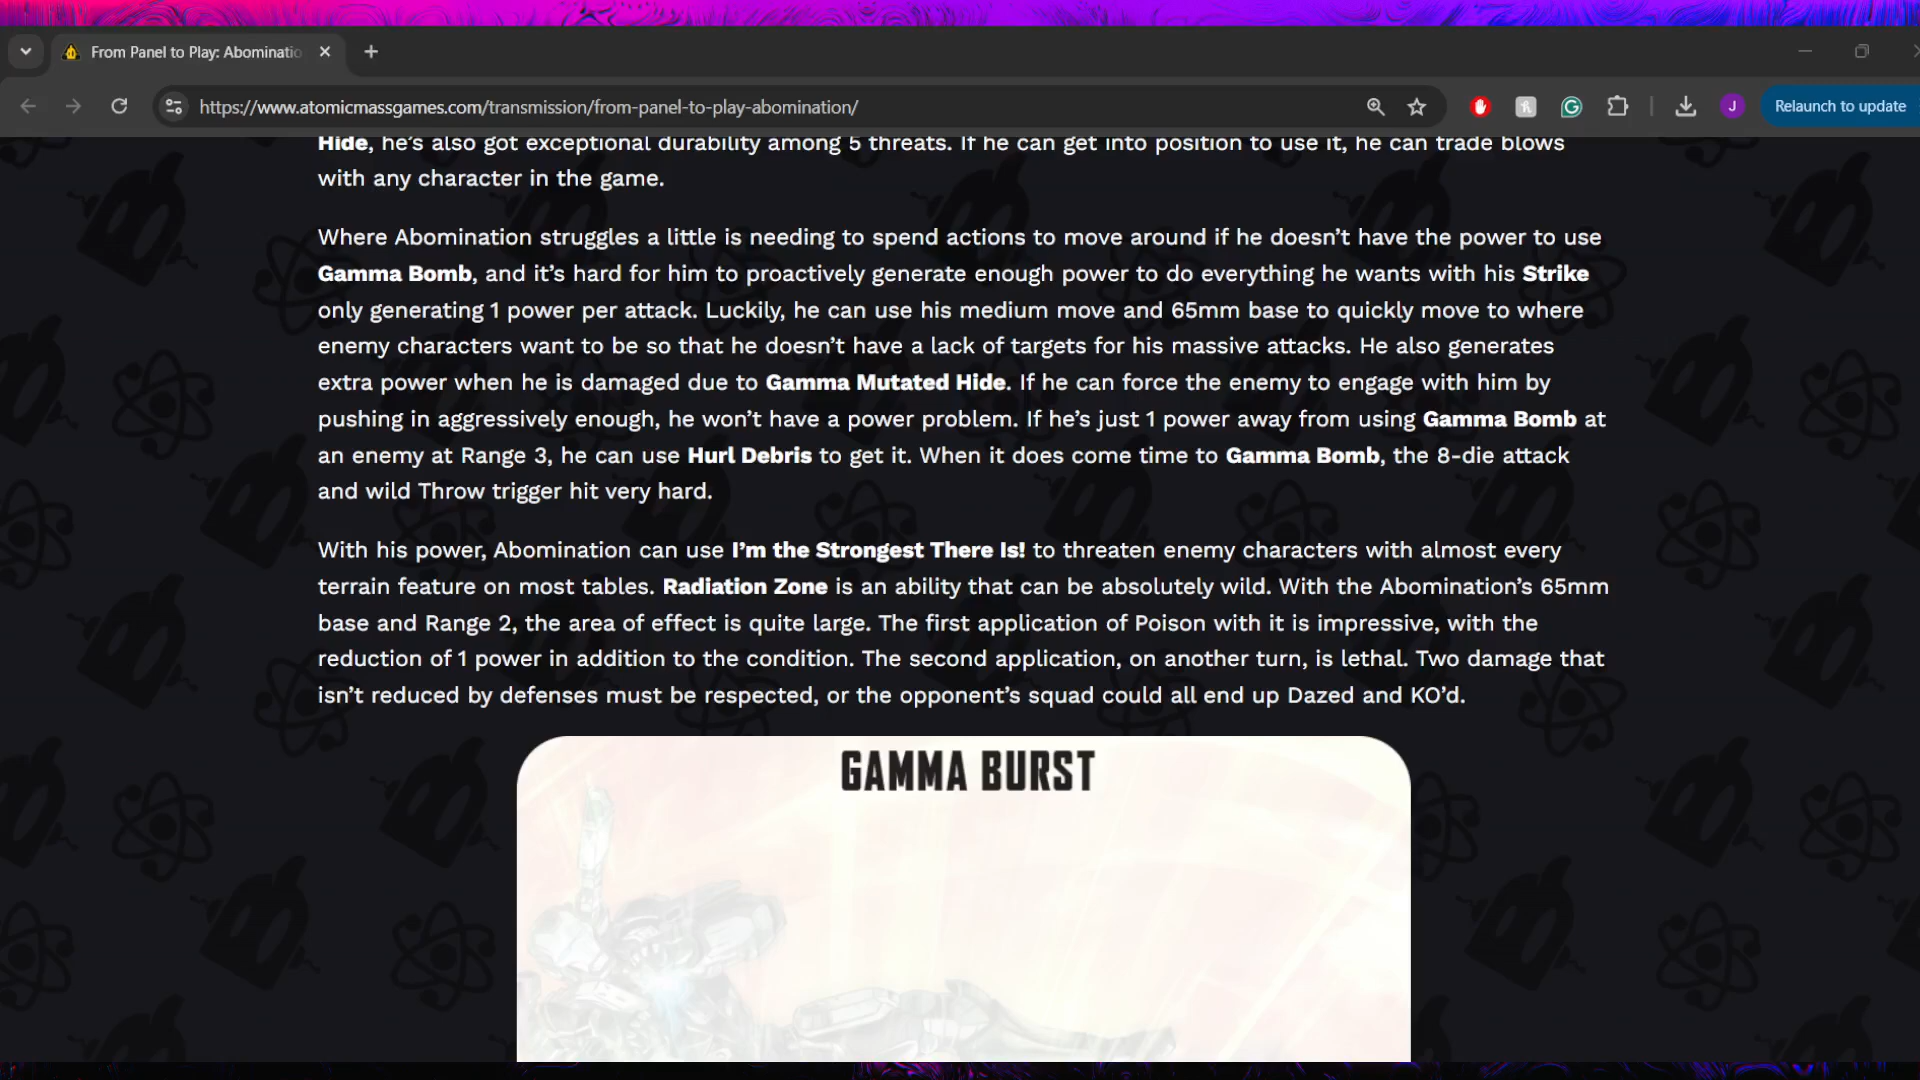 From Panel to Play: Abominatio
https://www.atomicmassgames.com/transmission/from-panel-to-play-abomination/
J
Relaunch to update
Hide, he's also got exceptional durability among 5 threats. If he can get into position to use it, he can trade blows
with any character in the game.
Where Abomination struggles a little is needing to spend actions to move around if he doesn't have the power to use
Gamma Bomb, and it's hard for him to proactively generate enough power to do everything he wants with his Strike
only generating 1 power per attack. Luckily, he can use his medium move and 65mm base to quickly move to where
enemy characters want to be so that he doesn't have a lack of targets for his massive attacks. He also generates
extra power when he is damaged due to Gamma Mutated Hide. If he can force the enemy to engage with him by
pushing in aggressively enough, he won't have a power problem. If he's just 1 power away from using Gamma Bomb at
an enemy at Range 3, he can use Hurl Debris to get it. When it does come time to Gamma Bomb, the 8-die attack
and wild Throw trigger hit very hard.
With his power, Abomination can use I'm the Strongest There Is! to threaten enemy characters with almost every
terrain feature on most tables. Radiation Zone is an ability that can be absolutely wild. With the Abomination's 65mm
base and Range 2, the area of effect is quite large. The first application of Poison with it is impressive, with the
reduction of 1 power in addition to the condition. The second application, on another turn, is lethal. Two damage that
isn't reduced by defenses must be respected, or the opponent's squad could all end up Dazed and KO'd.
GAMMA BURST